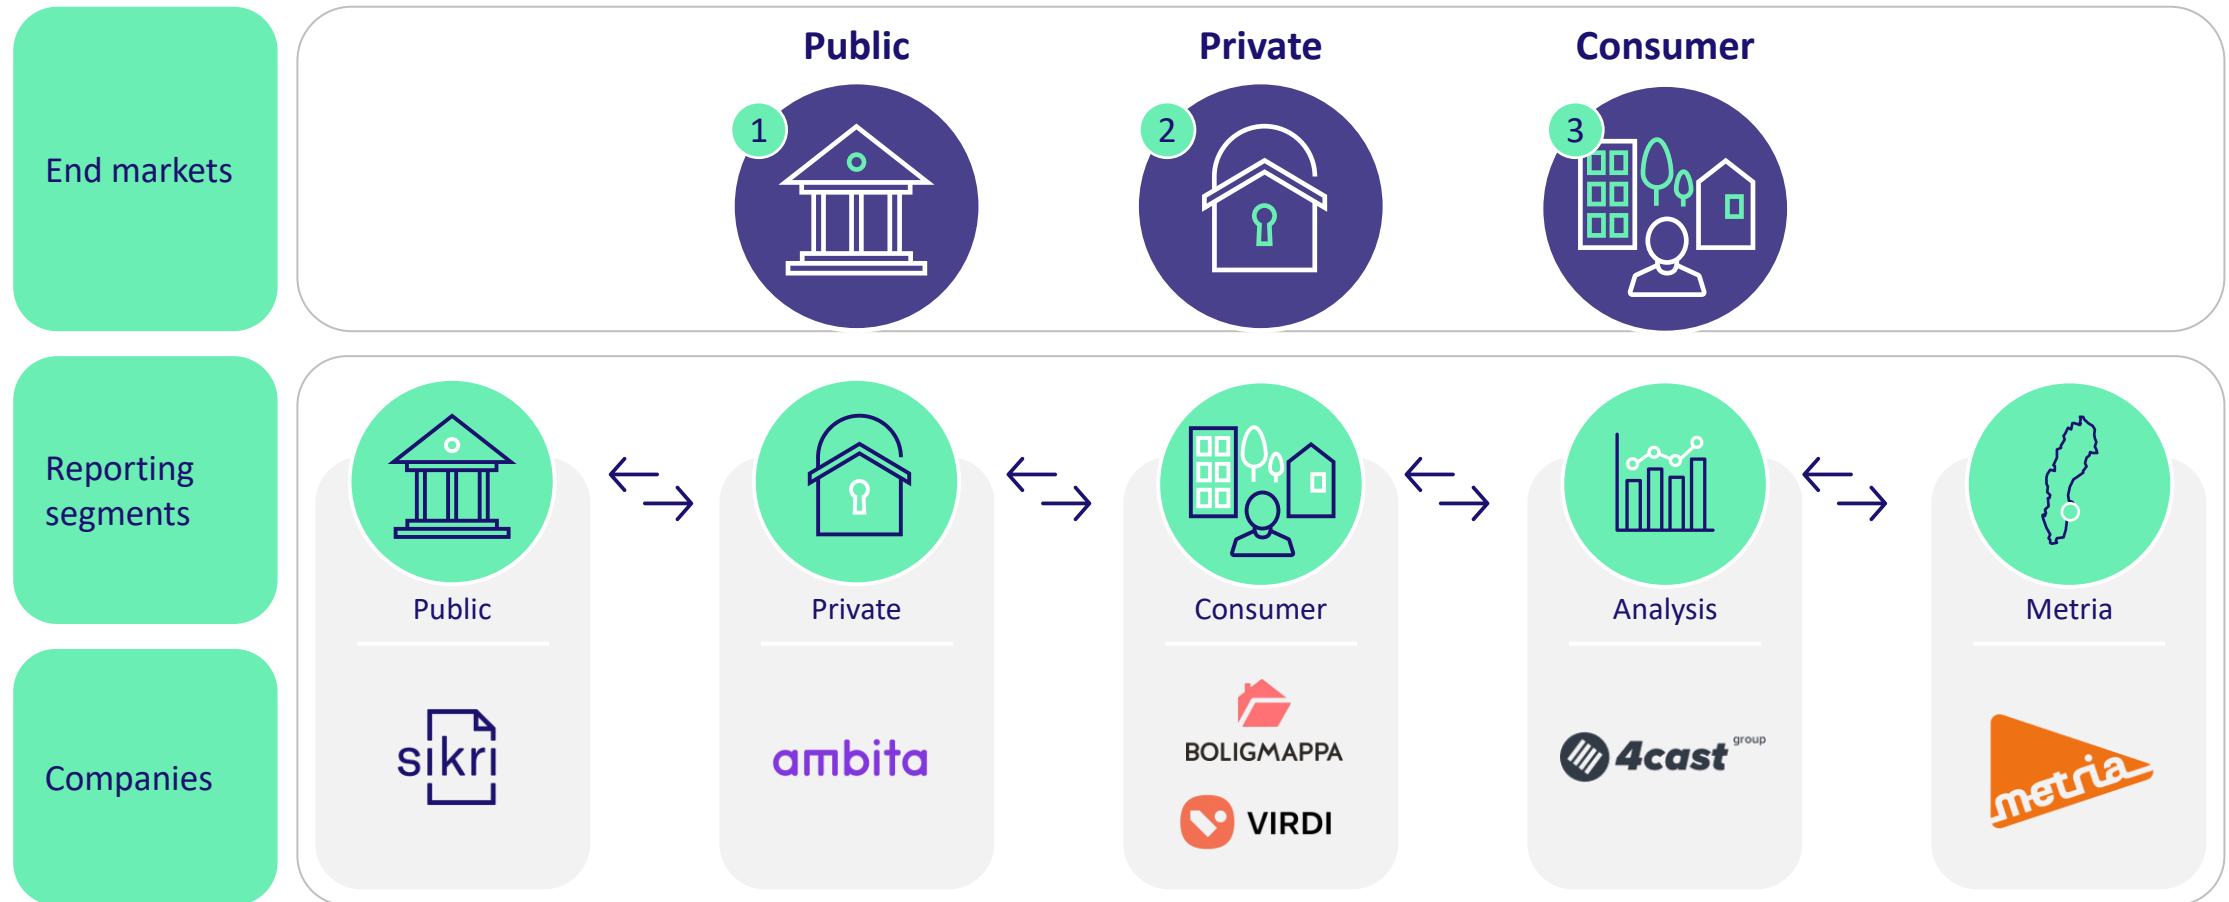 End markets
Public
Private
Consumer
1
2
3
Reporting
segments
Public
Private
Consumer
Analysis
Metria
Companies
sikri
ambita
BOLIGMAPPA
VIRDI
4cast group
metria